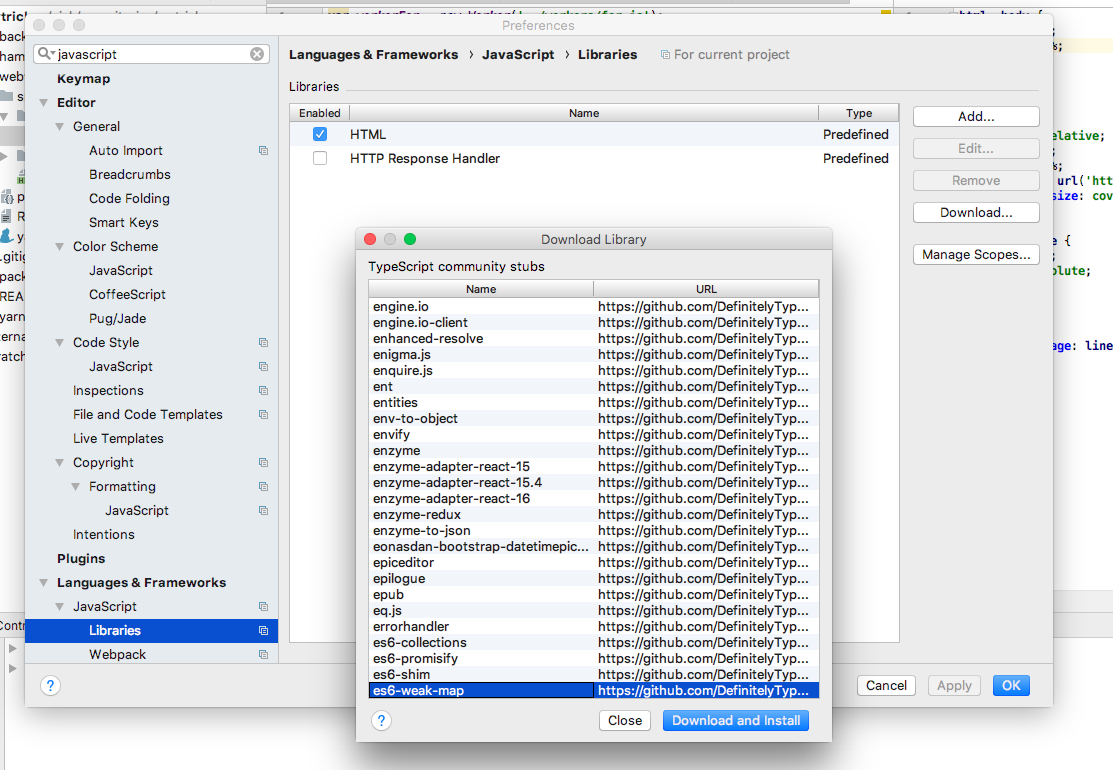 Preferences
javascript
Languages & Frameworks › JavaScript › Libraries For current project
Keymap
Editor
General
Auto Import
Breadcrumbs
Code Folding
Smart Keys
Color Scheme
JavaScript
CoffeeScript
Pug/Jade
Code Style
JavaScript
Inspections
File and Code Templates
Live Templates
Copyright
Formatting
JavaScript
Intentions
Plugins
Languages & Frameworks
JavaScript
Libraries
Webpack
Libraries
Enabled Name Type
HTML Predefined
HTTP Response Handler Predefined
Add...
Edit...
Remove
Download...
Manage Scopes...
Download Library
TypeScript community stubs
Name URL
engine.io https://github.com/DefinitelyTyp...
engine.io-client https://github.com/DefinitelyTyp...
enhanced-resolve https://github.com/DefinitelyTyp...
enigma.js https://github.com/DefinitelyTyp...
enquire.js https://github.com/DefinitelyTyp...
ent https://github.com/DefinitelyTyp...
entities https://github.com/DefinitelyTyp...
env-to-object https://github.com/DefinitelyTyp...
envify https://github.com/DefinitelyTyp...
enzyme https://github.com/DefinitelyTyp...
enzyme-adapter-react-15 https://github.com/DefinitelyTyp...
enzyme-adapter-react-15.4 https://github.com/DefinitelyTyp...
enzyme-adapter-react-16 https://github.com/DefinitelyTyp...
enzyme-redux https://github.com/DefinitelyTyp...
enzyme-to-json https://github.com/DefinitelyTyp...
eonasdan-bootstrap-datetimepic... https://github.com/DefinitelyTyp...
epiceditor https://github.com/DefinitelyTyp...
epilogue https://github.com/DefinitelyTyp...
epub https://github.com/DefinitelyTyp...
eq.js https://github.com/DefinitelyTyp...
errorhandler https://github.com/DefinitelyTyp...
es6-collections https://github.com/DefinitelyTyp...
es6-promisify https://github.com/DefinitelyTyp...
es6-shim https://github.com/DefinitelyTyp...
es6-weak-map https://github.com/DefinitelyTyp...
? Close Download and Install
? Cancel Apply OK
elative;
url('htt
size: cov
e {
olute;
age: line